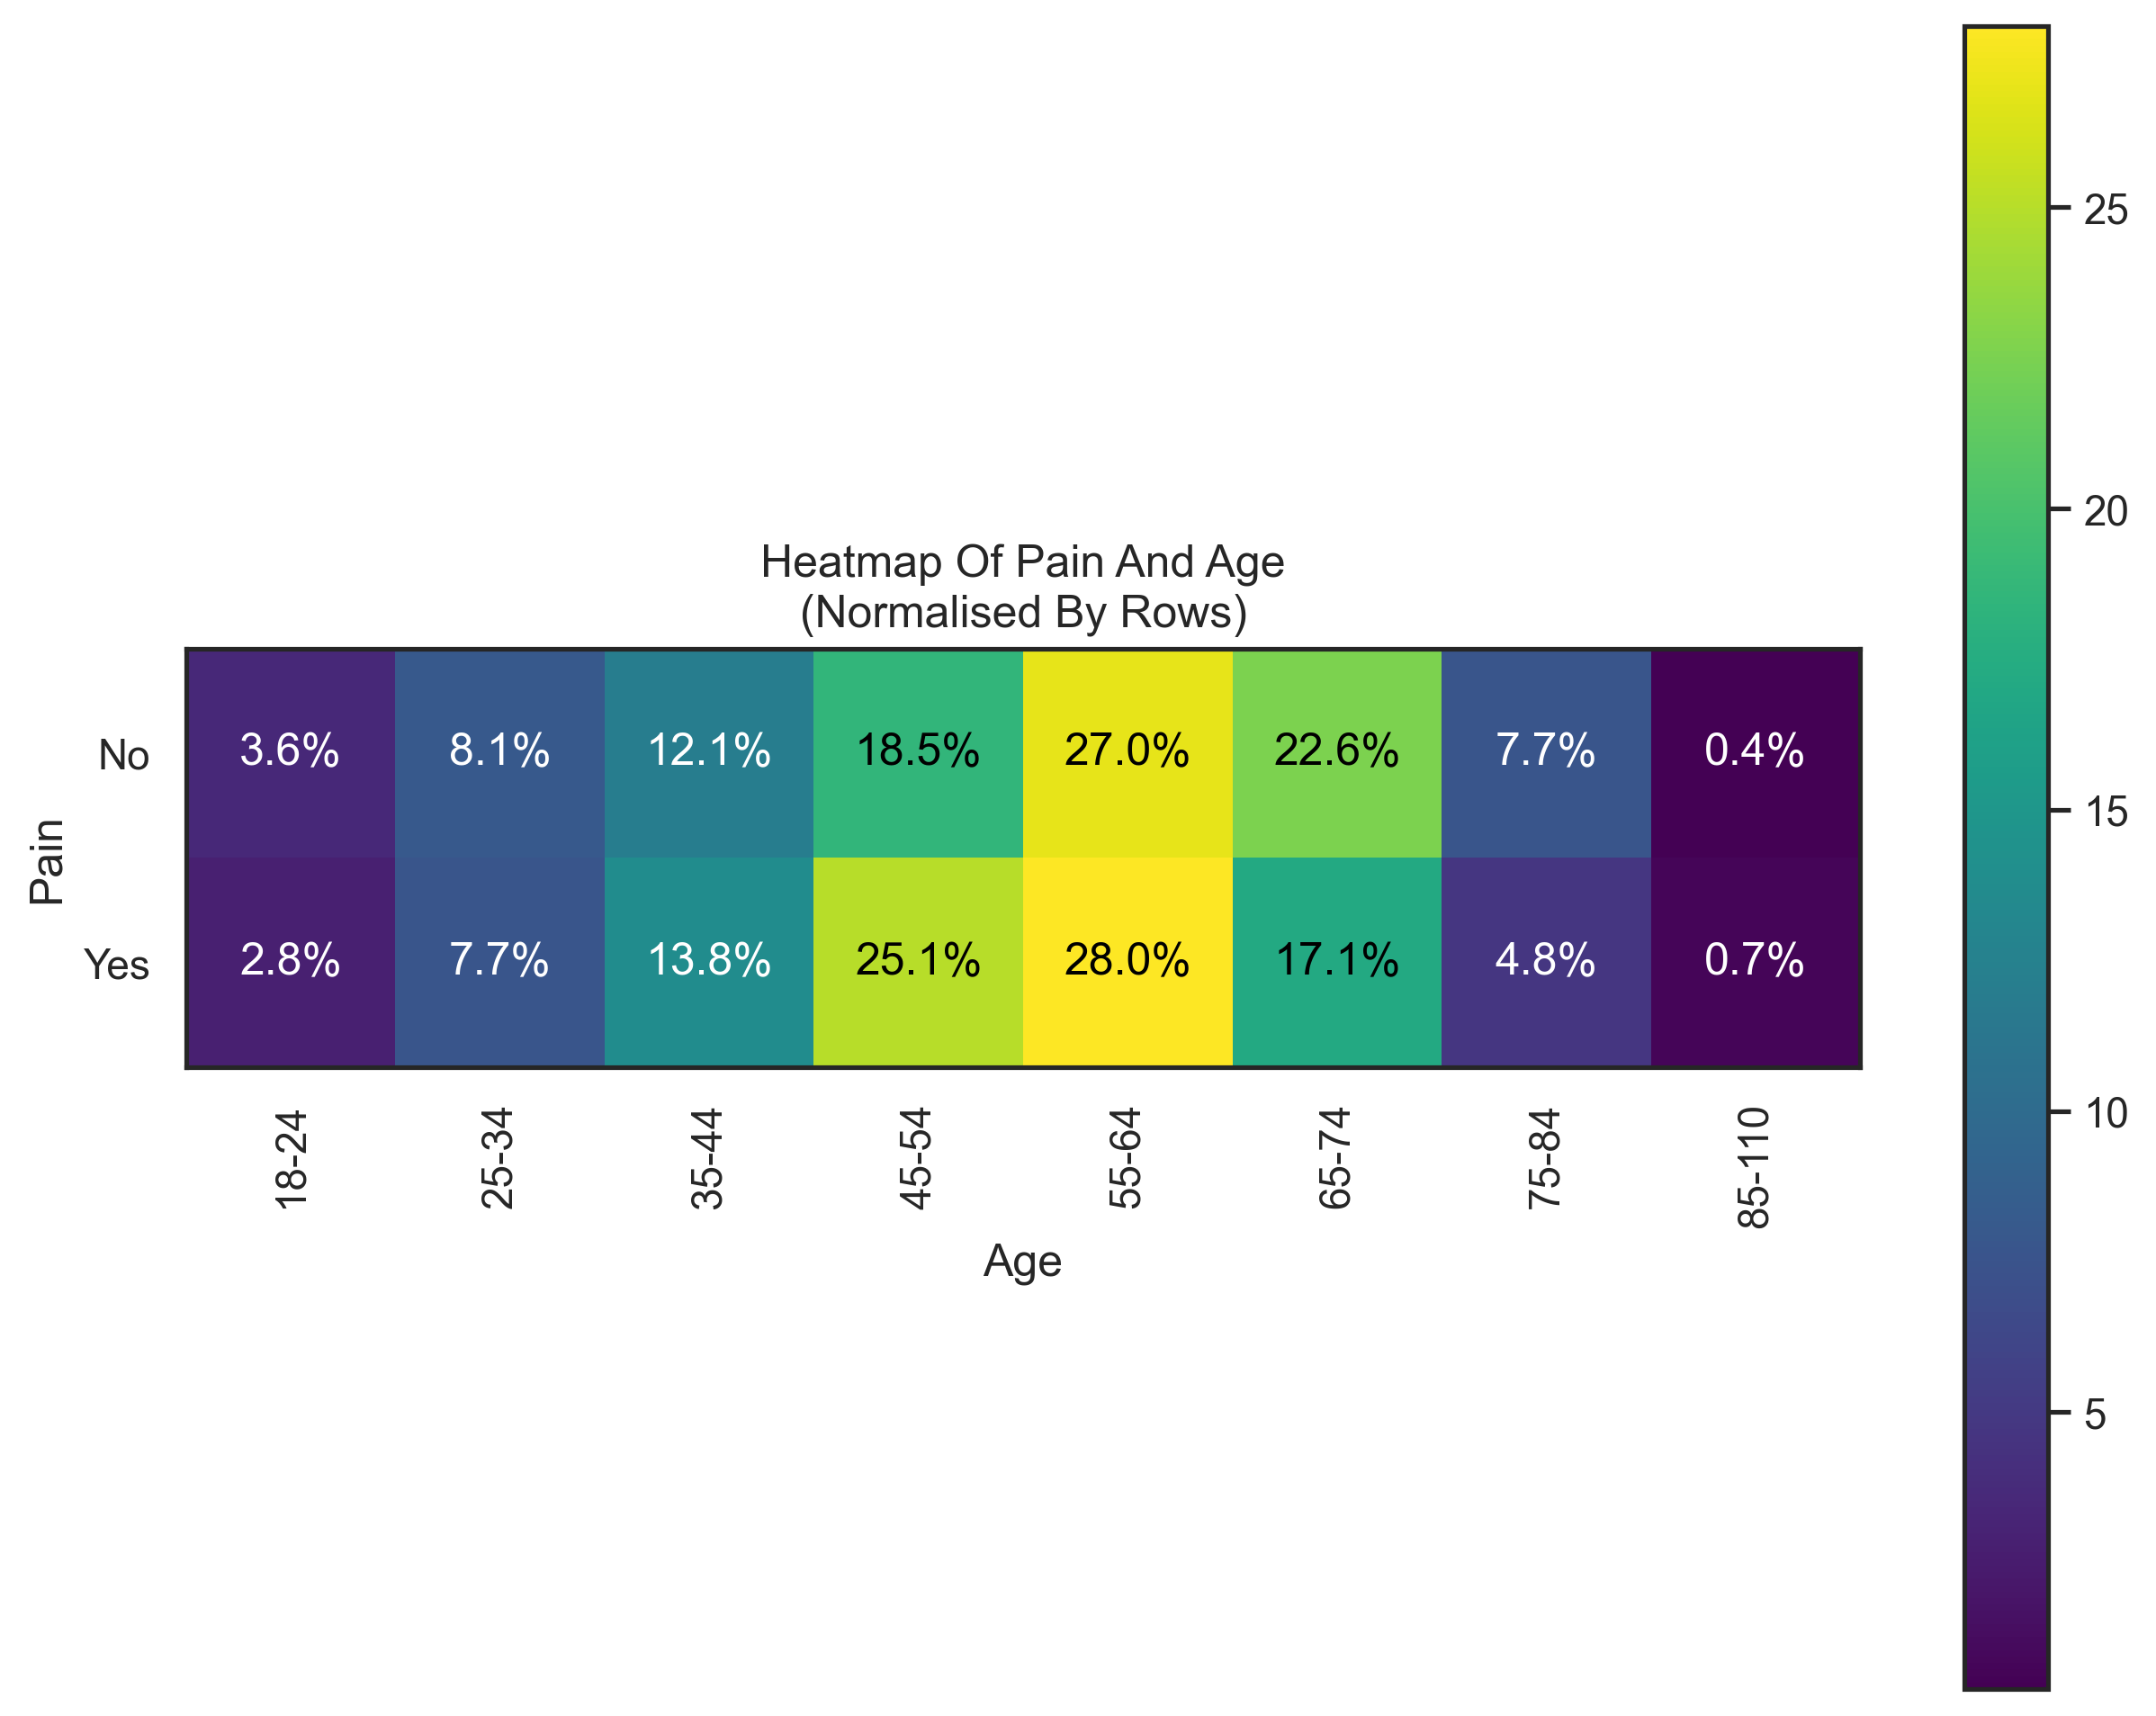 Heatmap Of Pain And Age
(Normalised By Rows)
Pain
No
3.6% 8.1% 12.1% 18.5% 27.0% 22.6% 7.7% 0.4%
Yes
2.8% 7.7% 13.8% 25.1% 28.0% 17.1% 4.8% 0.7%
18-24 25-34 35-44 45-54 55-64 65-74 75-84 85-110
Age
25
20
15
10
5